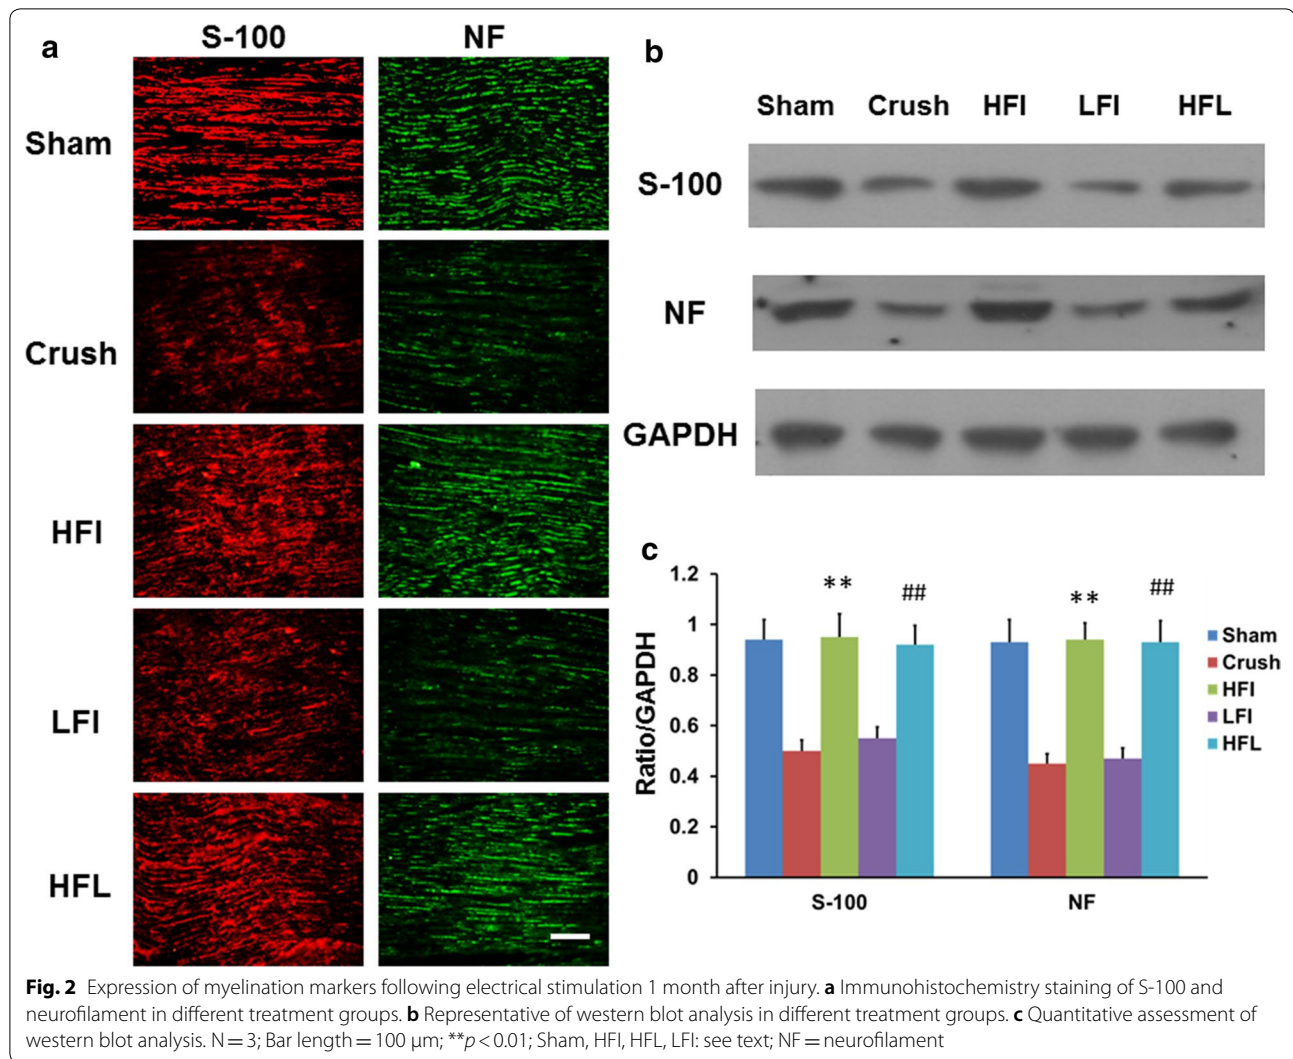 a
S-100 NF
Sham
Crush
HFI
LFI
HFL
b
Sham Crush HFI LFI HFL
S-100
NF
GAPDH
c
Ratio/GAPDH
1.2
1
0.8
0.6
0.4
0.2
0
** ## ** ##
S-100 NF
Sham
Crush
HFI
LFI
HFL
Fig. 2 Expression of myelination markers following electrical stimulation 1 month after injury. a Immunohistochemistry staining of S-100 and
neurofilament in different treatment groups. b Representative of western blot analysis in different treatment groups. c Quantitative assessment of
western blot analysis. N = 3; Bar length = 100 μm; **p < 0.01; Sham, HFI, HFL, LFI: see text; NF = neurofilament